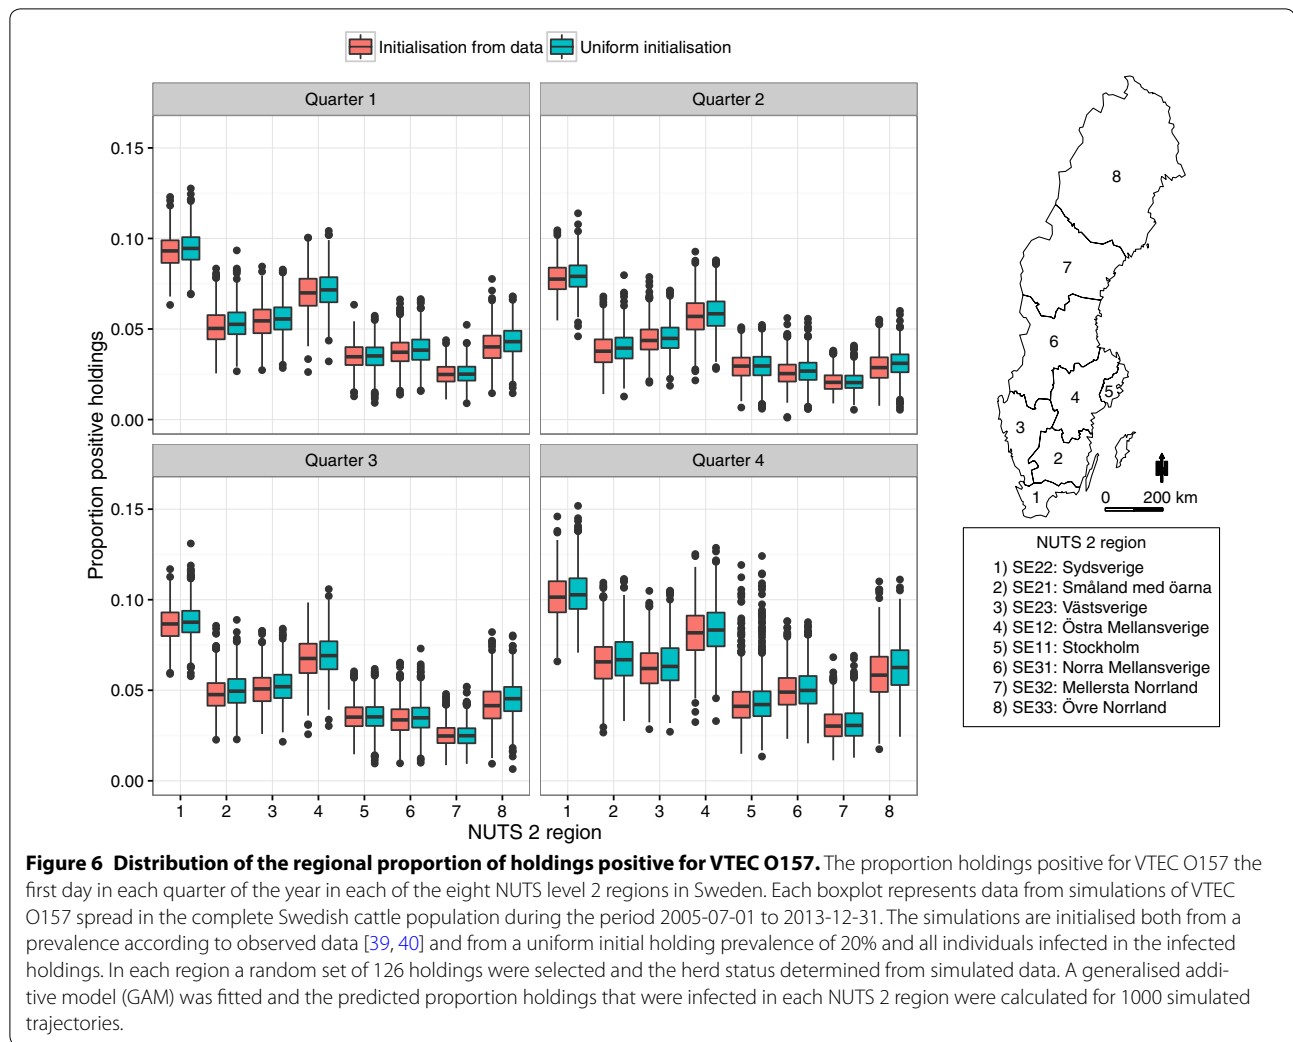 Initialisation from data Uniform initialisation
Quarter 1 Quarter 2
0.15
0.10
0.05
0.00
Proportion positive holdings
Quarter 3 Quarter 4
0.15
0.10
0.05
0.00
1 2 3 4 5 6 7 8 1 2 3 4 5 6 7 8
NUTS 2 region
8
7
6
5
4
3
2
1
N
0 200 km
NUTS 2 region
1) SE22: Sydsverige
2) SE21: Småland med öarna
3) SE23: Västsverige
4) SE12: Östra Mellansverige
5) SE11: Stockholm
6) SE31: Norra Mellansverige
7) SE32: Mellersta Norrland
8) SE33: Övre Norrland
Figure 6 Distribution of the regional proportion of holdings positive for VTEC O157. The proportion holdings positive for VTEC O157 the
first day in each quarter of the year in each of the eight NUTS level 2 regions in Sweden. Each boxplot represents data from simulations of VTEC
O157 spread in the complete Swedish cattle population during the period 2005-07-01 to 2013-12-31. The simulations are initialised both from a
prevalence according to observed data [39, 40] and from a uniform initial holding prevalence of 20% and all individuals infected in the infected
holdings. In each region a random set of 126 holdings were selected and the herd status determined from simulated data. A generalised addi-
tive model (GAM) was fitted and the predicted proportion holdings that were infected in each NUTS 2 region were calculated for 1000 simulated
trajectories.